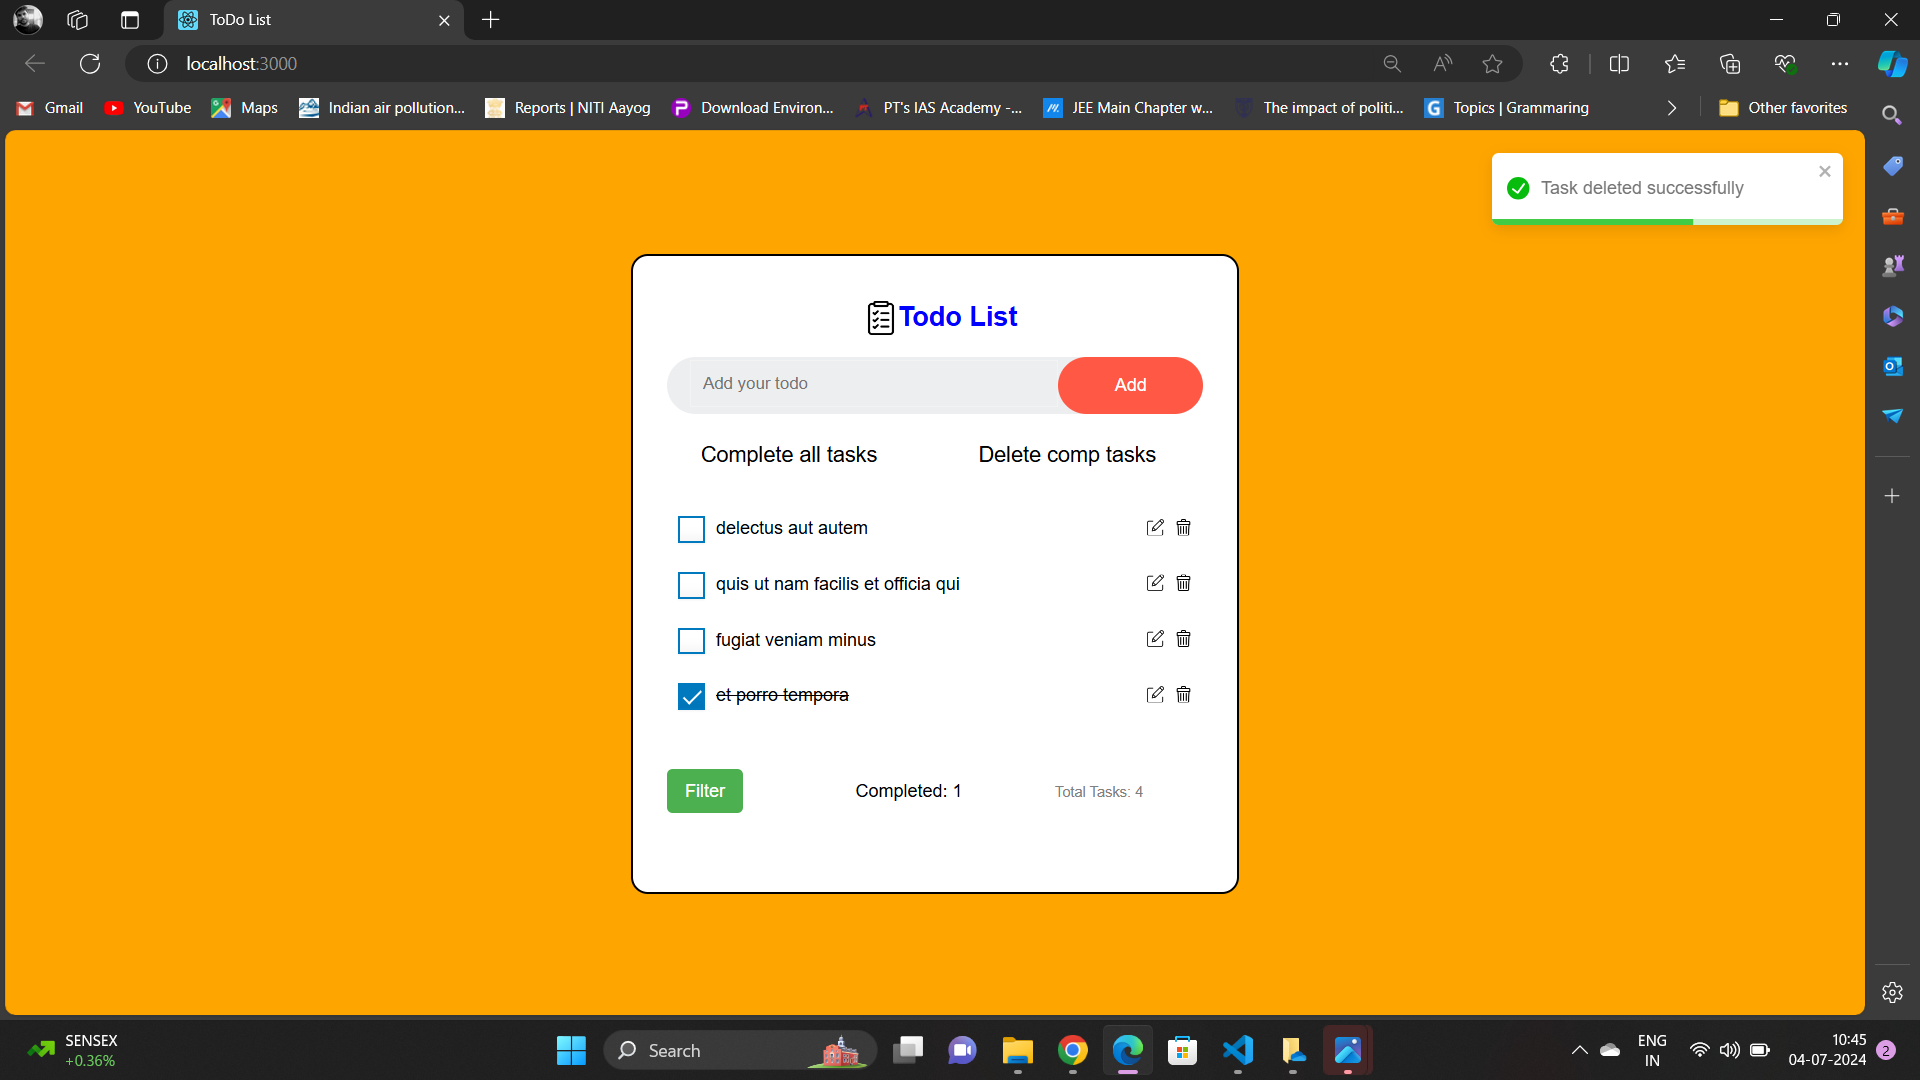 ToDo List
localhost:3000
Gmail
YouTube
Maps
Indian air pollution...
Reports | NITI Aayog
Download Environ...
PT's IAS Academy -...
JEE Main Chapter w...
The impact of politi...
Topics | Grammaring
Other favorites
Task deleted successfully
Todo List
Add your todo
Add
Complete all tasks
Delete comp tasks
delectus aut autem
quis ut nam facilis et officia qui
fugiat veniam minus
et porro tempora
Filter
Completed: 1
Total Tasks: 4
SENSEX
+0.36%
Search
ENG
IN
10:45
04-07-2024
2